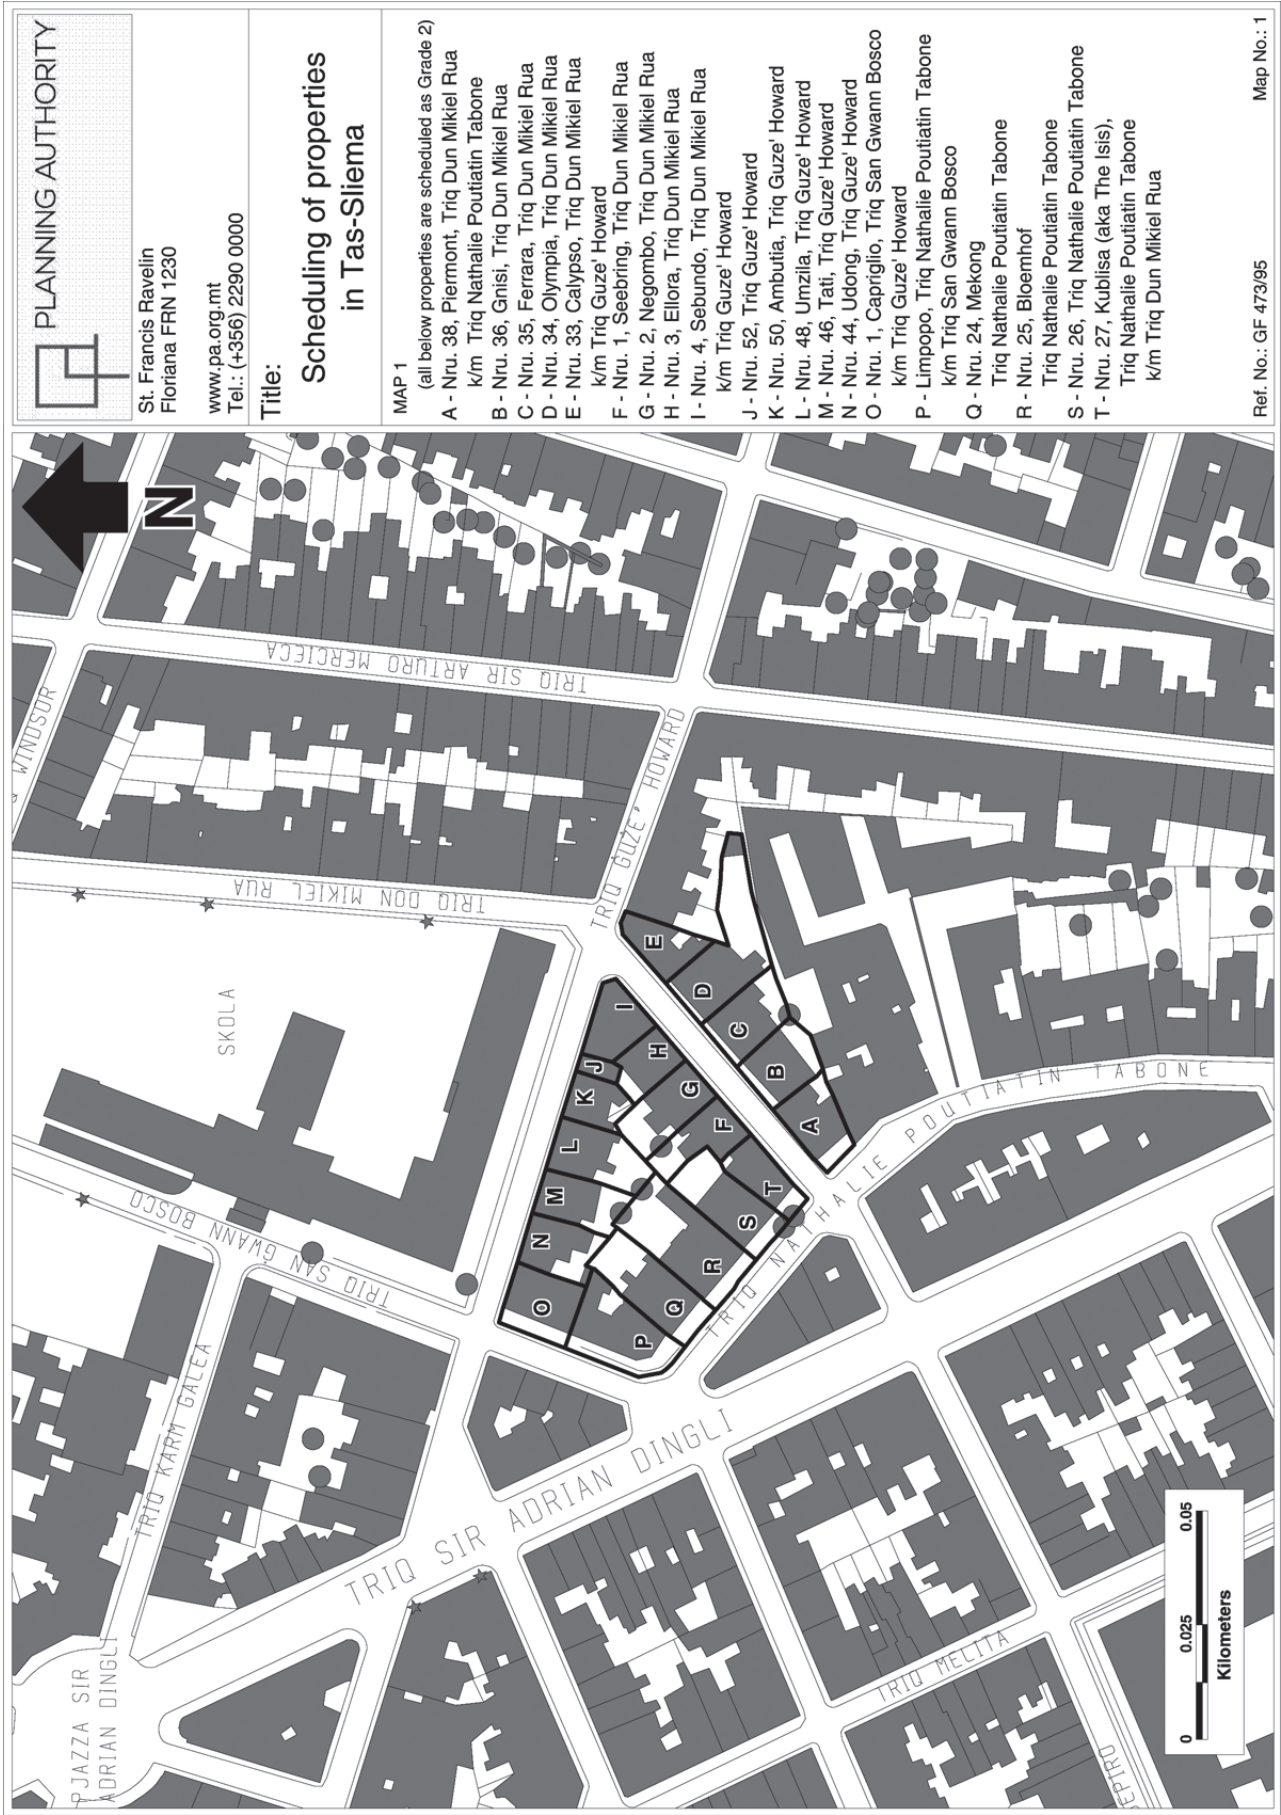 PLANNING AUTHORITY
St. Francis Ravelin
Floriana FRN 1230
www.pa.org.mt
Tel.: (+356) 2290 0000
Title:
Scheduling of properties
in Tas-Sliema
MAP 1
(all below properties are scheduled as Grade 2)
A - Nru. 38, Piermont, Triq Dun Mikiel Rua
k/m Triq Nathalie Poutiatin Tabone
B - Nru. 36, Gnisi, Triq Dun Mikiel Rua
C - Nru. 35, Ferrara, Triq Dun Mikiel Rua
D - Nru. 34, Olympia, Triq Dun Mikiel Rua
E - Nru. 33, Calypso, Triq Dun Mikiel Rua
k/m Triq Guze' Howard
F - Nru. 1, Seebring, Triq Dun Mikiel Rua
G - Nru. 2, Negombo, Triq Dun Mikiel Rua
H - Nru. 3, Ellora, Triq Dun Mikiel Rua
I - Nru. 4, Sebundo, Triq Dun Mikiel Rua
k/m Triq Guze' Howard
J - Nru. 52, Triq Guze' Howard
K - Nru. 50, Ambutia, Triq Guze' Howard
L - Nru. 48, Umzila, Triq Guze' Howard
M - Nru. 46, Tati, Triq Guze' Howard
N - Nru. 44, Udong, Triq Guze' Howard
O - Nru. 1, Capriglio, Triq San Gwann Bosco
k/m Triq Guze' Howard
P - Limpopo, Triq Nathalie Poutiatin Tabone
k/m Triq San Gwann Bosco
Q - Nru. 24, Mekong
Triq Nathalie Poutiatin Tabone
R - Nru. 25, Bloemhof
Triq Nathalie Poutiatin Tabone
S - Nru. 26, Triq Nathalie Poutiatin Tabone
T - Nru. 27, Kublisa (aka The Isis),
Triq Nathalie Poutiatin Tabone
k/m Triq Dun Mikiel Rua
Ref. No.: GF 473/95
Map No.: 1
N
WINDSOR
TRIQ SIR ARTURO MERCIECA
TRIQ DON MIKIEL RUA
TRIQ GUZE' HOWARD
SKOLA
TRIQ SAN GWANN BOSCO
TRIQ KARM GALEA
PJAZZA SIR
ADRIAN DINGLI
TRIQ SIR ADRIAN DINGLI
TRIQ NATHALIE POUTIATIN TABONE
TRIQ MELITA
A
B
C
D
E
F
G
H
I
J
K
L
M
N
O
P
Q
R
S
T
0 0.025 0.05
Kilometers